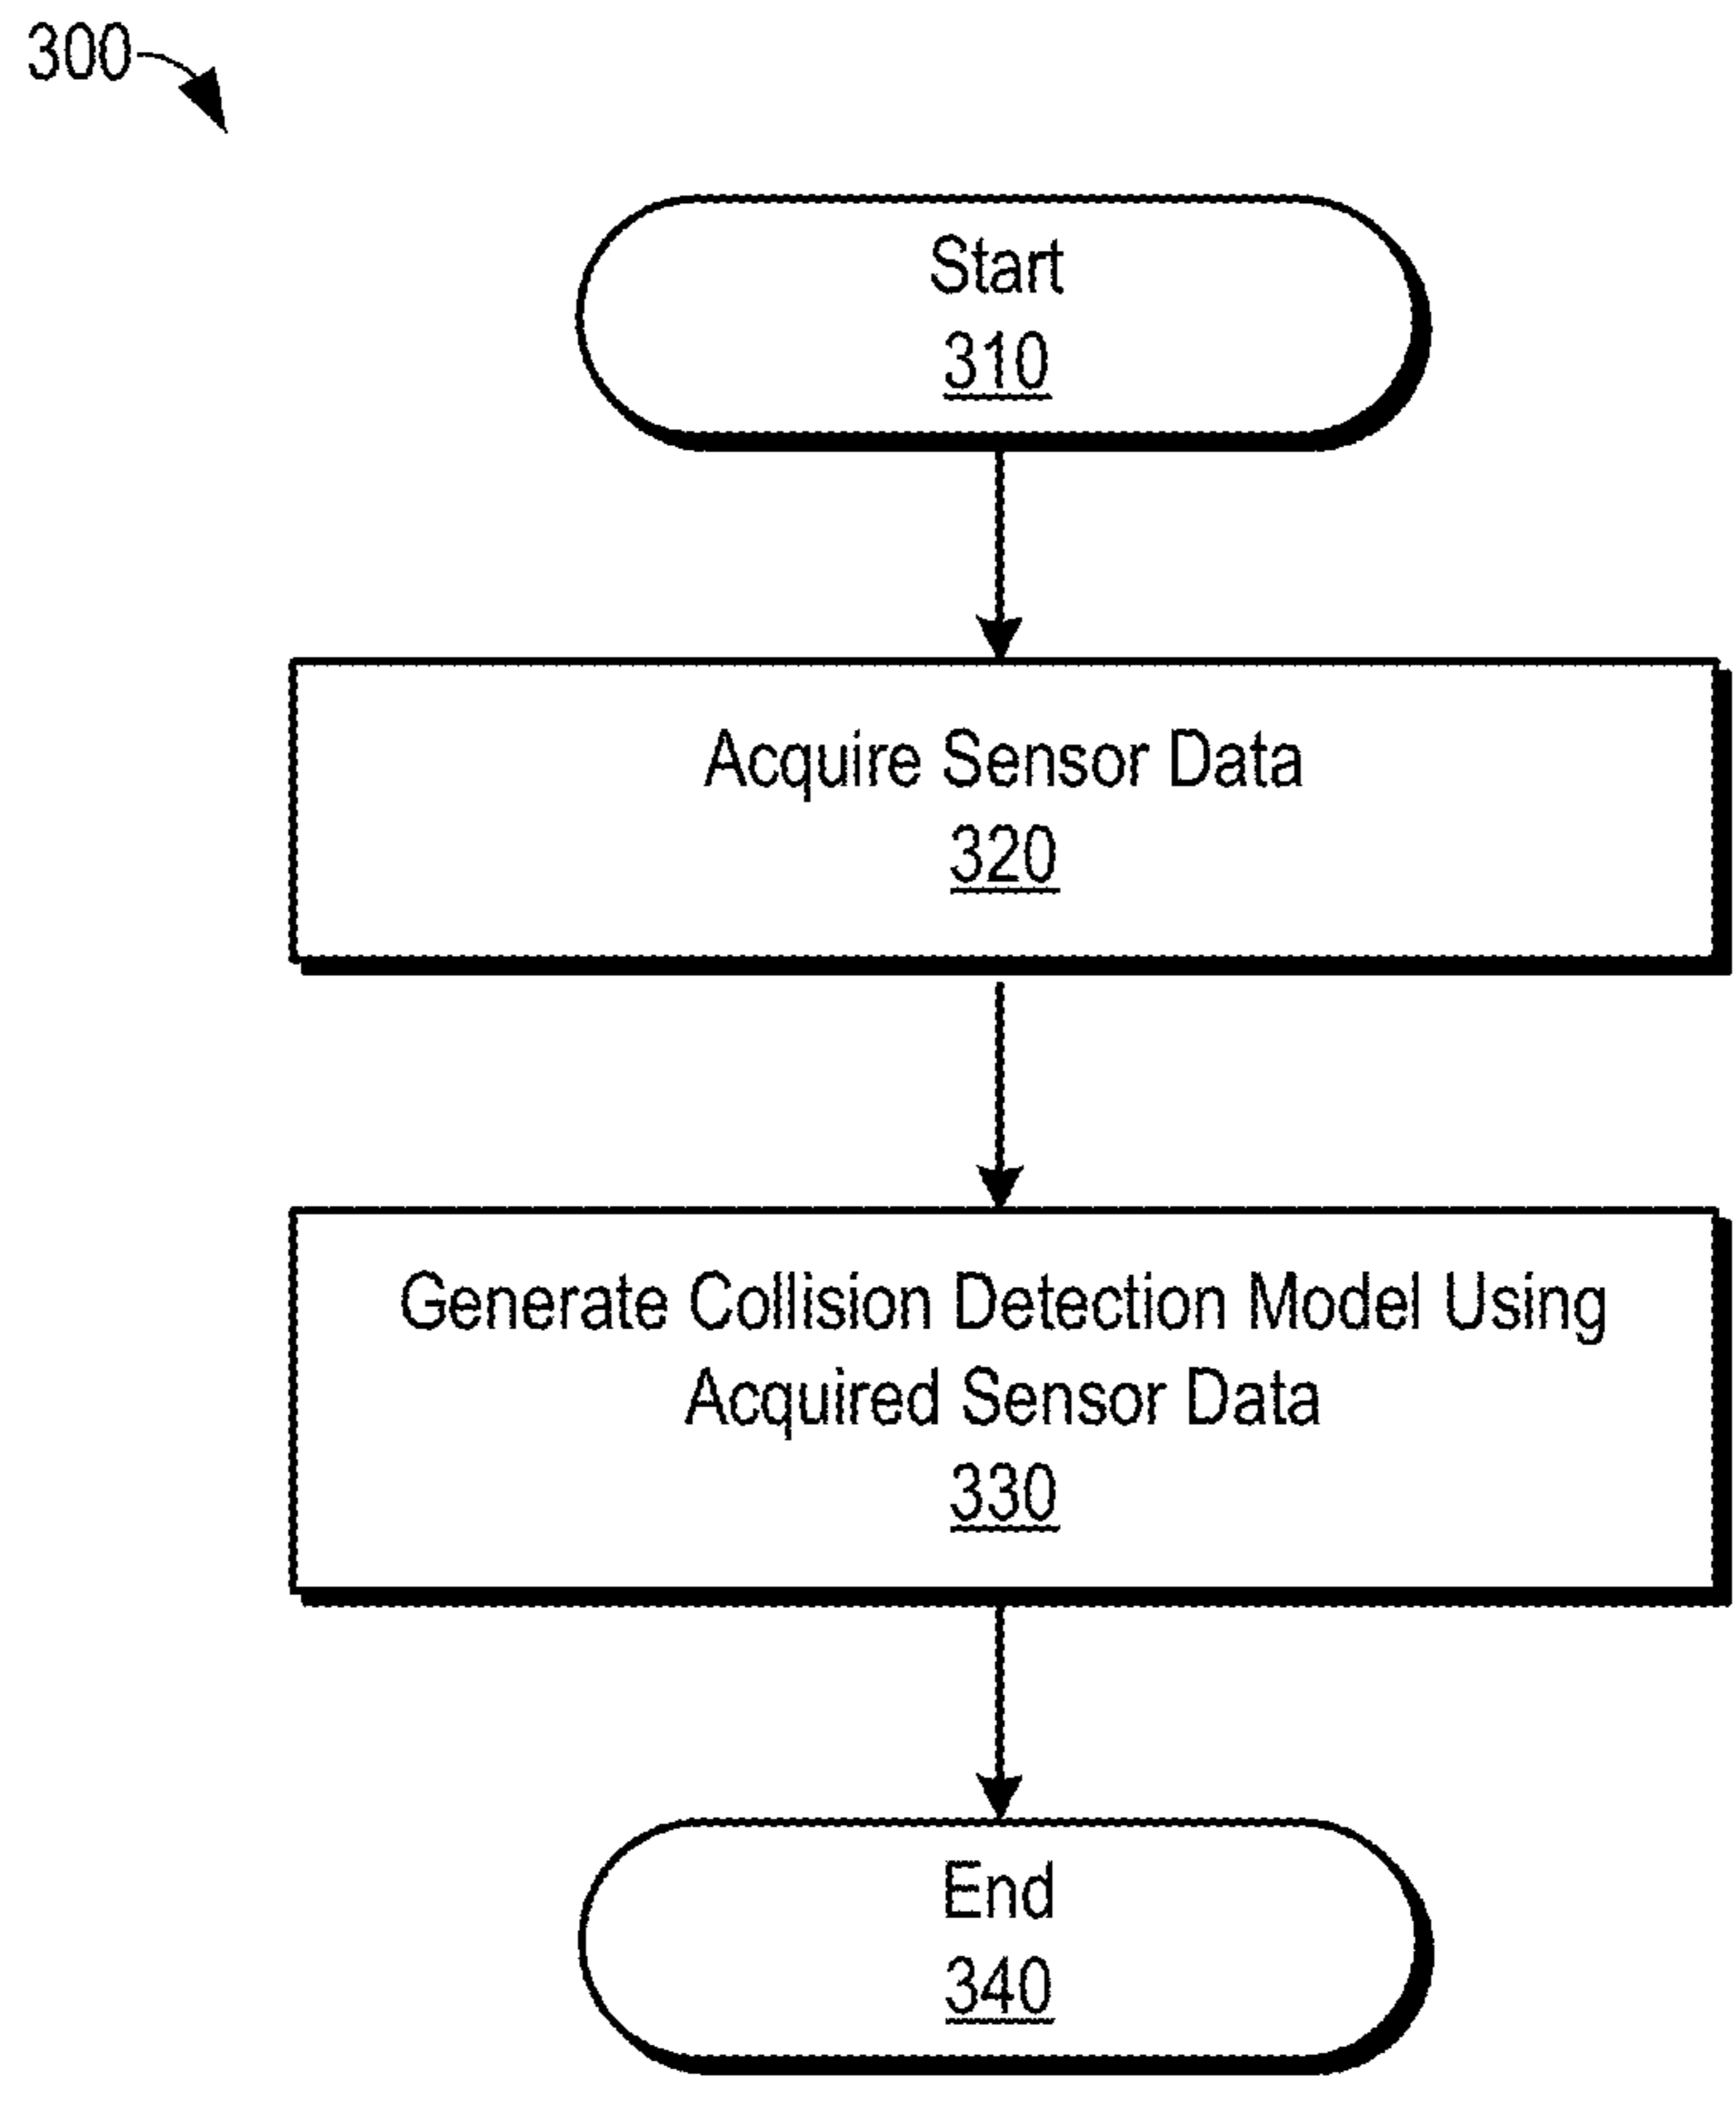 300
Start
310
Acquire Sensor Data
320
Generate Collision Detection Model Using
Acquired Sensor Data
330
End
340